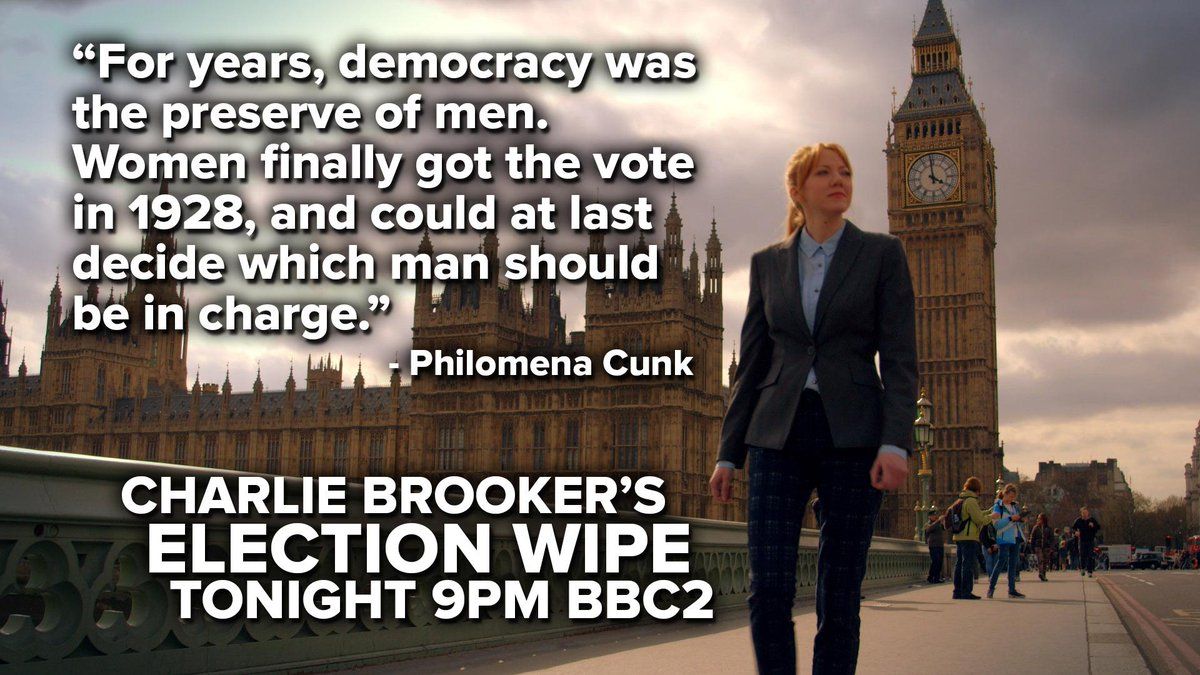 “For years, democracy was
the preserve of men.
Women finally got the vote
in 1928, and could at last
decide which man should
be in charge.”
- Philomena Cunk
CHARLIE BROOKER’S
ELECTION WIPE
TONIGHT 9PM BBC2